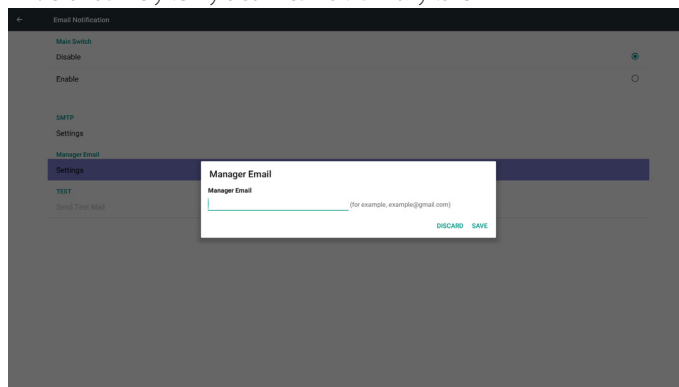 Email Notification
Main Switch
Disable
Enable
SMTP
Settings
Manager Email
Settings
TEST
Send Test Mail
Manager Email
Manager Email
(for example, example@gmail.com)
DISCARD SAVE